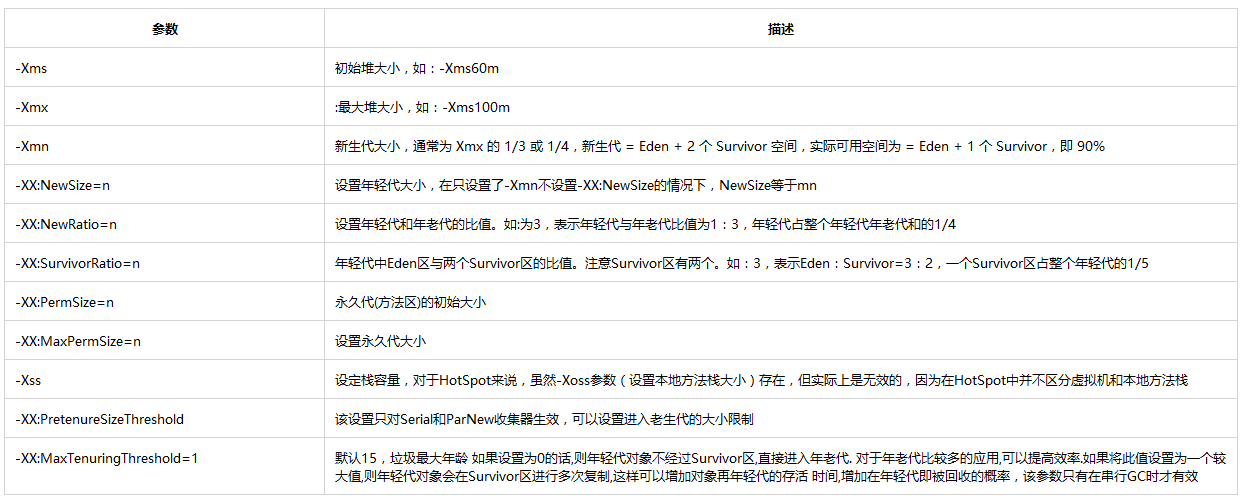 参数 描述
-Xms 初始堆大小，如：-Xms60m
-Xmx :最大堆大小，如：-Xms100m
-Xmn 新生代大小，通常为 Xmx 的 1/3 或 1/4，新生代 = Eden + 2 个 Survivor 空间，实际可用空间为 = Eden + 1 个 Survivor，即 90%
-XX:NewSize=n 设置年轻代大小，在只设置了-Xmn不设置-XX:NewSize的情况下，NewSize等于mn
-XX:NewRatio=n 设置年轻代和年老代的比值。如:为3，表示年轻代与年老代比值为1：3，年轻代占整个年轻代年老代和的1/4
-XX:SurvivorRatio=n 年轻代中Eden区与两个Survivor区的比值。注意Survivor区有两个。如：3，表示Eden：Survivor=3：2，一个Survivor区占整个年轻代的1/5
-XX:PermSize=n 永久代(方法区)的初始大小
-XX:MaxPermSize=n 设置永久代大小
-Xss 设定栈容量，对于HotSpot来说，虽然-Xoss参数（设置本地方法栈大小）存在，但实际上是无效的，因为在HotSpot中并不区分虚拟机和本地方法栈
-XX:PretenureSizeThreshold 该设置只对Serial和ParNew收集器生效，可以设置进入老生代的大小限制
-XX:MaxTenuringThreshold=1 默认15，垃圾最大年龄 如果设置为0的话,则年轻代对象不经过Survivor区,直接进入年老代. 对于年老代比较多的应用,可以提高效率.如果将此值设置为一个较
大值,则年轻代对象会在Survivor区进行多次复制,这样可以增加对象再年轻代的存活 时间,增加在年轻代即被回收的概率，该参数只有在串行GC时才有效